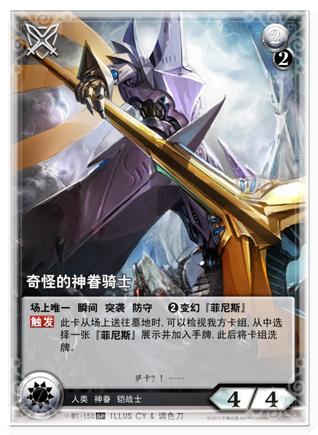 2
2
奇怪的神眷骑士
场上唯一 瞬间 突袭 防守 2变幻『菲尼斯』
触发 此卡从场上送往墓地时,可以检视我方卡组,从中选
择一张『菲尼斯』展示并加入手牌,此后将卡组洗
牌.
萨卡?! ……
人类 神眷 铠战士
4 / 4
01-150 SP ILLUS CY & 调色刀